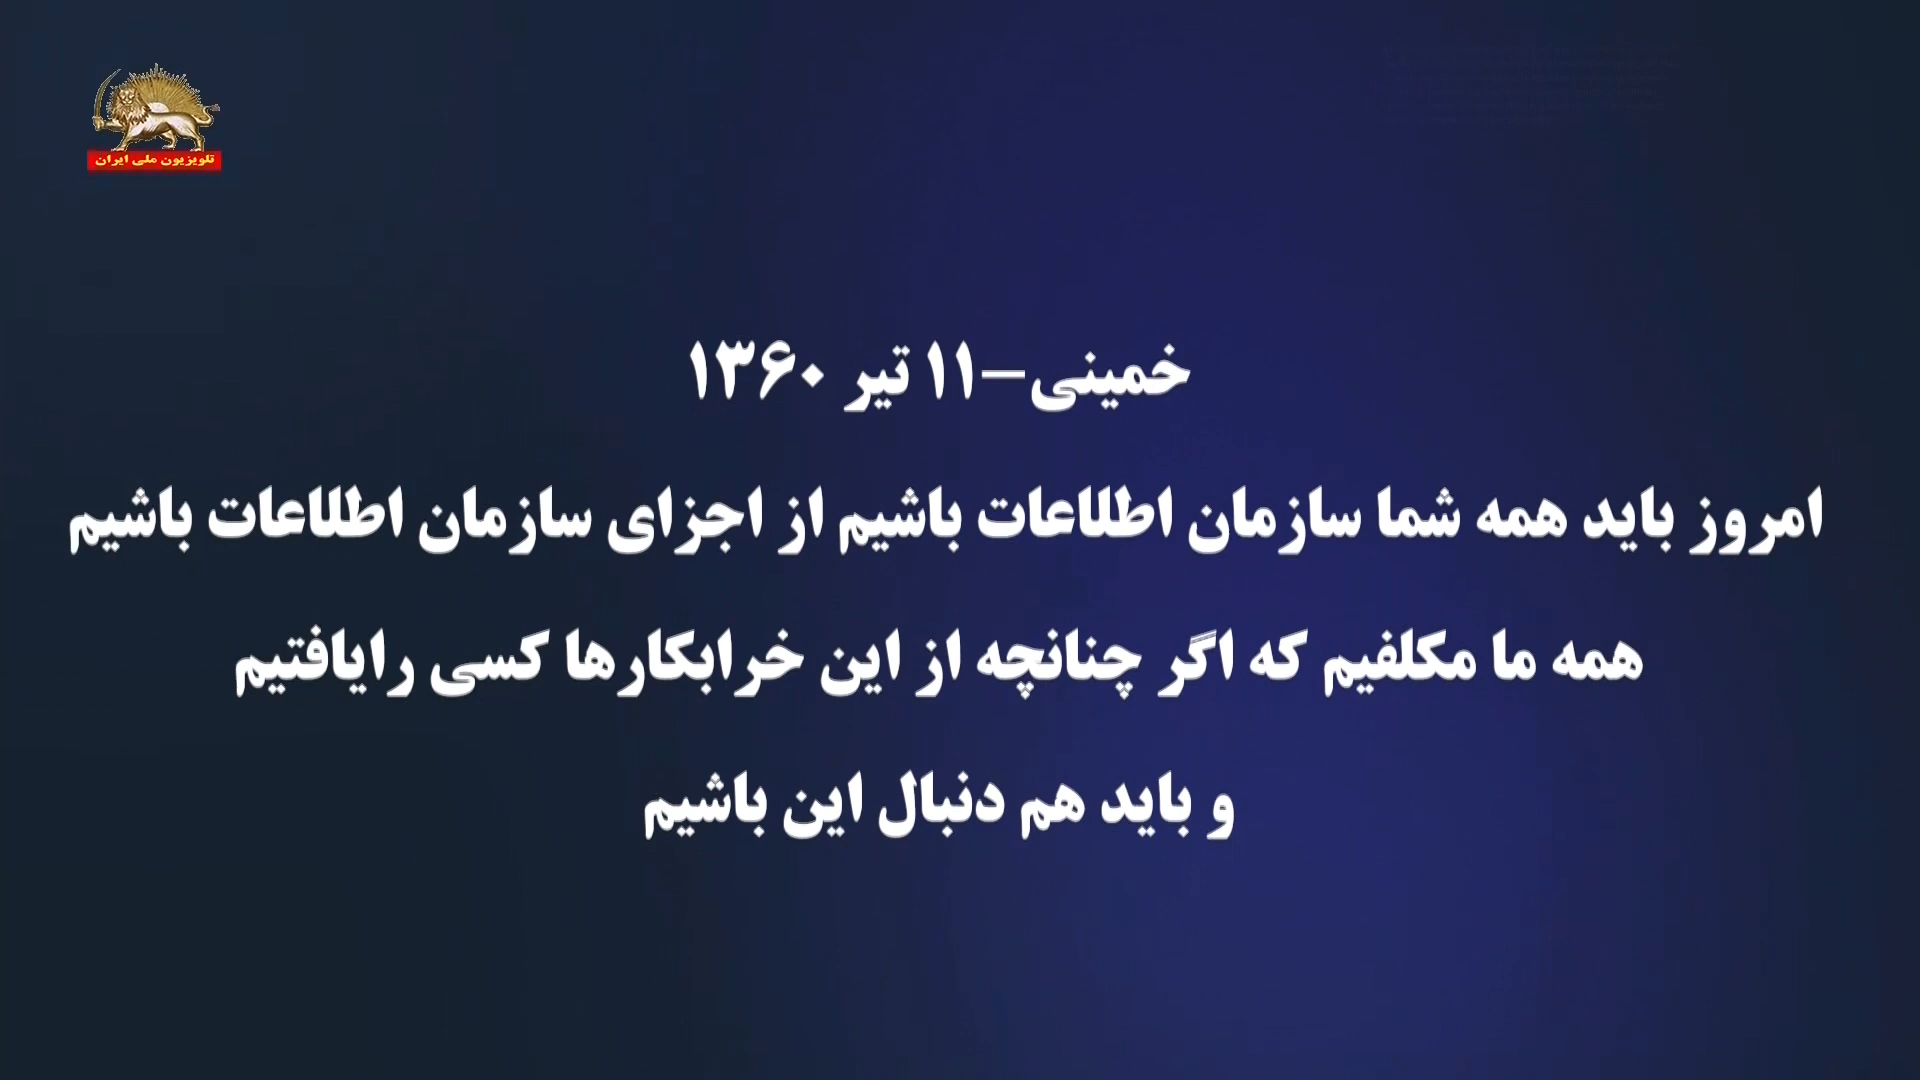 تلویزیون ملی ایران
خمینی-۱۱ تیر ۱۳۶۰
امروز باید همه شما سازمان اطلاعات باشیم از اجزای سازمان اطلاعات باشیم
همه ما مکلفیم که اگر چنانچه از این خرابکارها کسی رایافتیم
و باید هم دنبال این باشیم